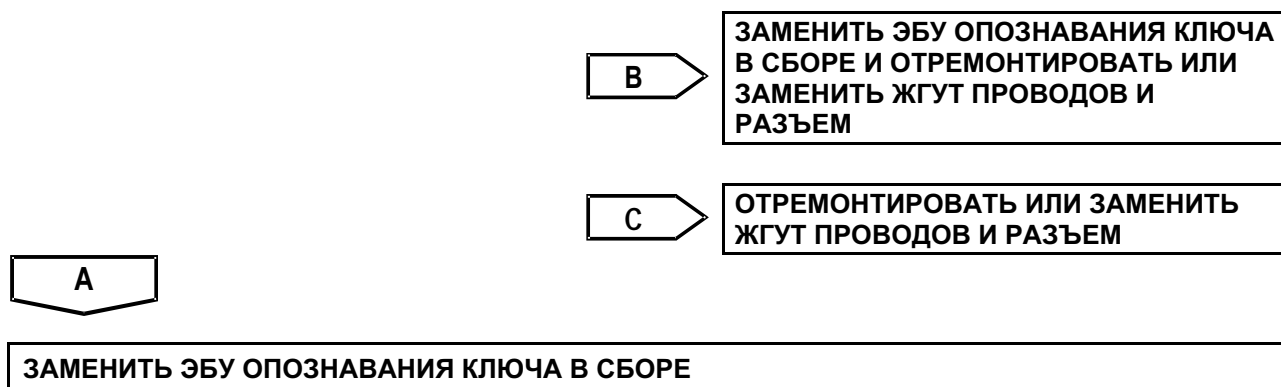 B
ЗАМЕНИТЬ ЭБУ ОПОЗНАВАНИЯ КЛЮЧА
В СБОРЕ И ОТРЕМОНТИРОВАТЬ ИЛИ
ЗАМЕНИТЬ ЖГУТ ПРОВОДОВ И
РАЗЪЕМ
C
ОТРЕМОНТИРОВАТЬ ИЛИ ЗАМЕНИТЬ
ЖГУТ ПРОВОДОВ И РАЗЪЕМ
A
ЗАМЕНИТЬ ЭБУ ОПОЗНАВАНИЯ КЛЮЧА В СБОРЕ